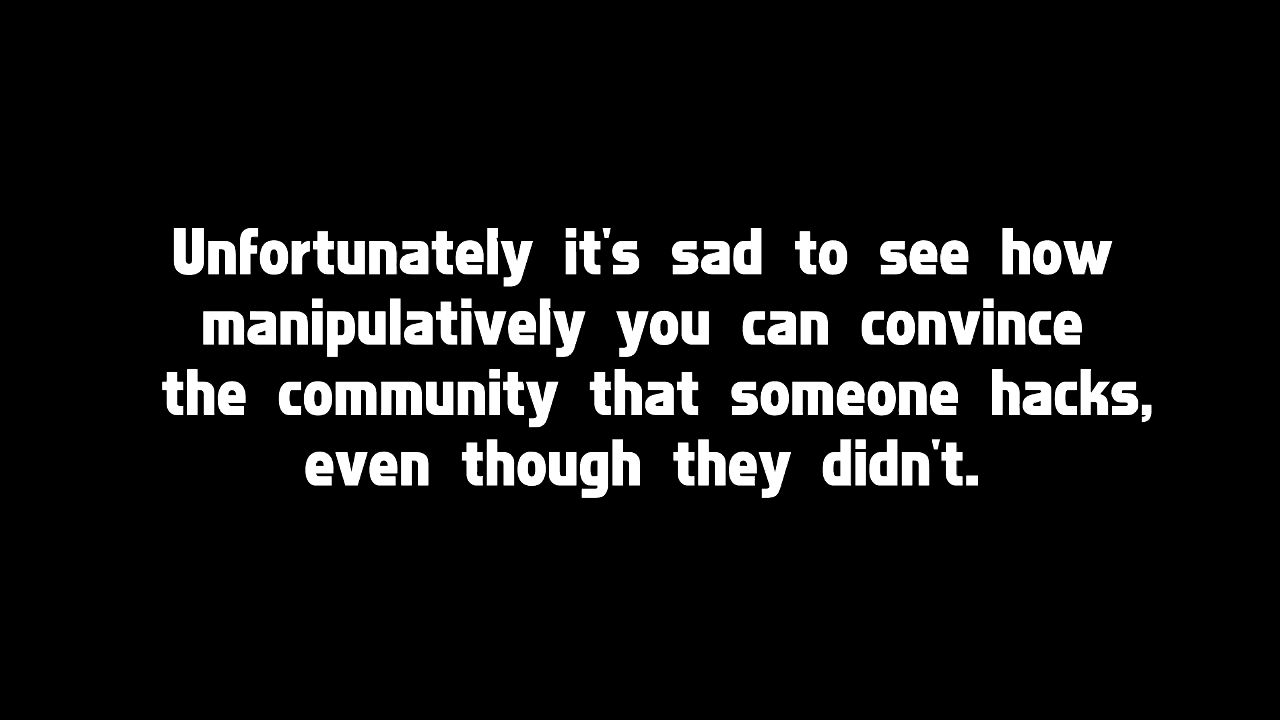 Unfortunately it's sad to see how
manipulatively you can convince
the community that someone hacks,
even though they didn't.